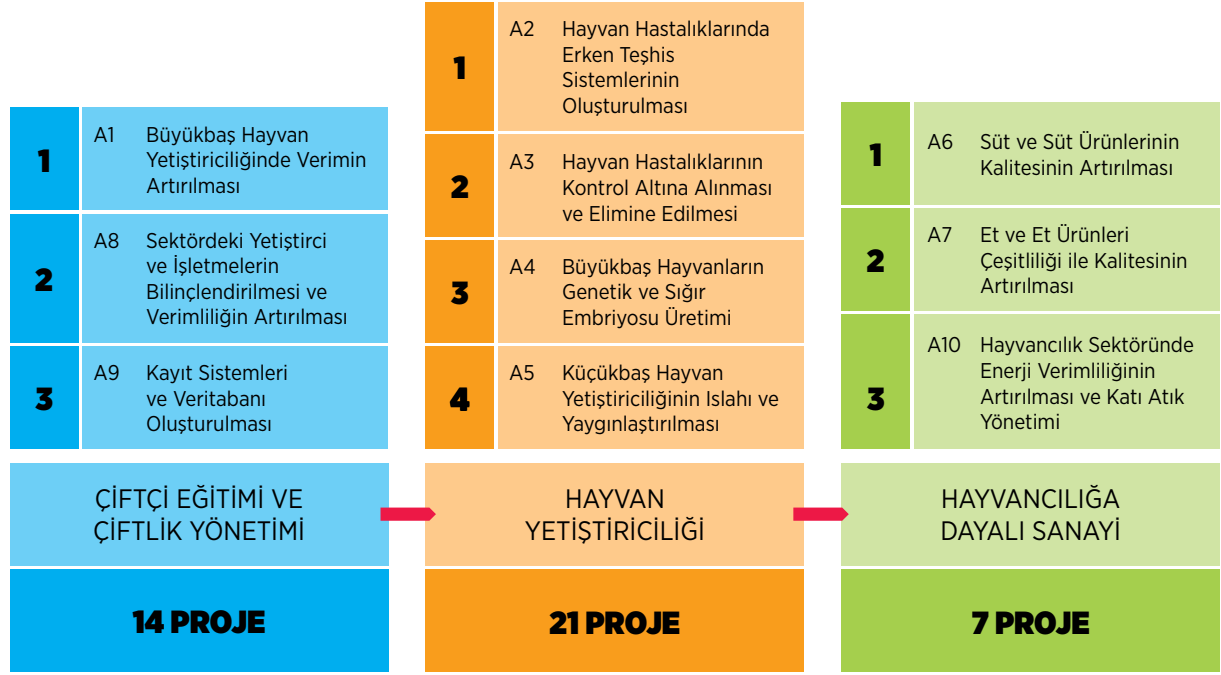 1
A1 Büyükbaş Hayvan
Yetiştiriciliğinde Verimin
Artırılması
2
A8 Sektördeki Yetiştirci
ve İşletmelerin
Bilinçlendirilmesi ve
Verimliliğin Artırılması
3
A9 Kayıt Sistemleri
ve Veritabanı
Oluşturulması
ÇİFTÇİ EĞİTİMİ VE
ÇİFTLİK YÖNETİMİ
14 PROJE
1
A2 Hayvan Hastalıklarında
Erken Teşhis
Sistemlerinin
Oluşturulması
2
A3 Hayvan Hastalıklarının
Kontrol Altına Alınması
ve Elimine Edilmesi
3
A4 Büyükbaş Hayvanların
Genetik ve Sığır
Embriyosu Üretimi
4
A5 Küçükbaş Hayvan
Yetiştiriciliğinin Islahı ve
Yaygınlaştırılması
HAYVAN
YETİŞTİRİCİLİĞİ
21 PROJE
1
A6 Süt ve Süt Ürünlerinin
Kalitesinin Artırılması
2
A7 Et ve Et Ürünleri
Çeşitliliği ile Kalitesinin
Artırılması
3
A10 Hayvancılık Sektöründe
Enerji Verimliliğinin
Artırılması ve Katı Atık
Yönetimi
HAYVANCILIĞA
DAYALI SANAYİ
7 PROJE